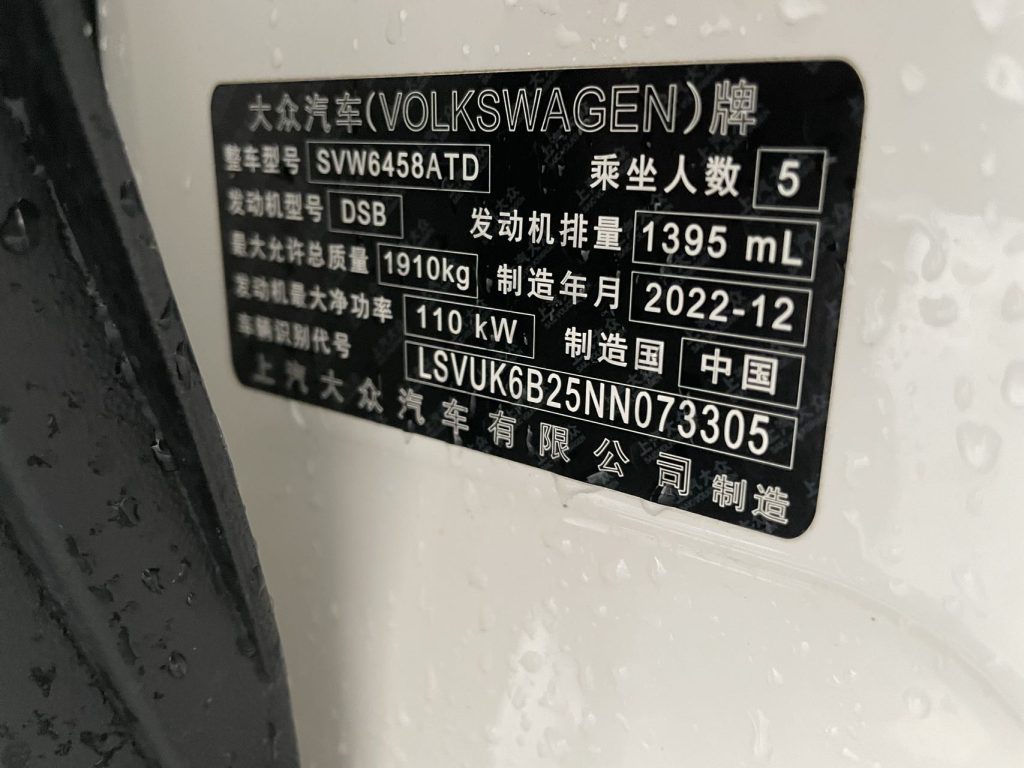 大众汽车(VOLKSWAGEN)牌
整车型号 SVW6458ATD 乘坐人数 5
发动机型号 DSB 发动机排量 1395 mL
最大允许总质量 1910kg 制造年月 2022-12
发动机最大净功率 110 kW 制造国 中国
车辆识别代号 LSVUK6B25NN073305
上汽大众汽车有限公司制造